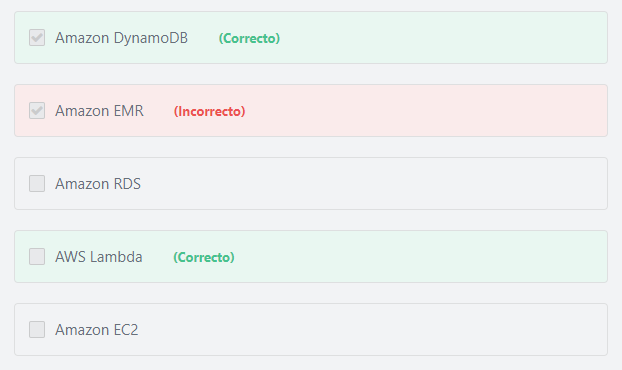 Amazon DynamoDB (Correcto)
Amazon EMR (Incorrecto)
Amazon RDS
AWS Lambda (Correcto)
Amazon EC2